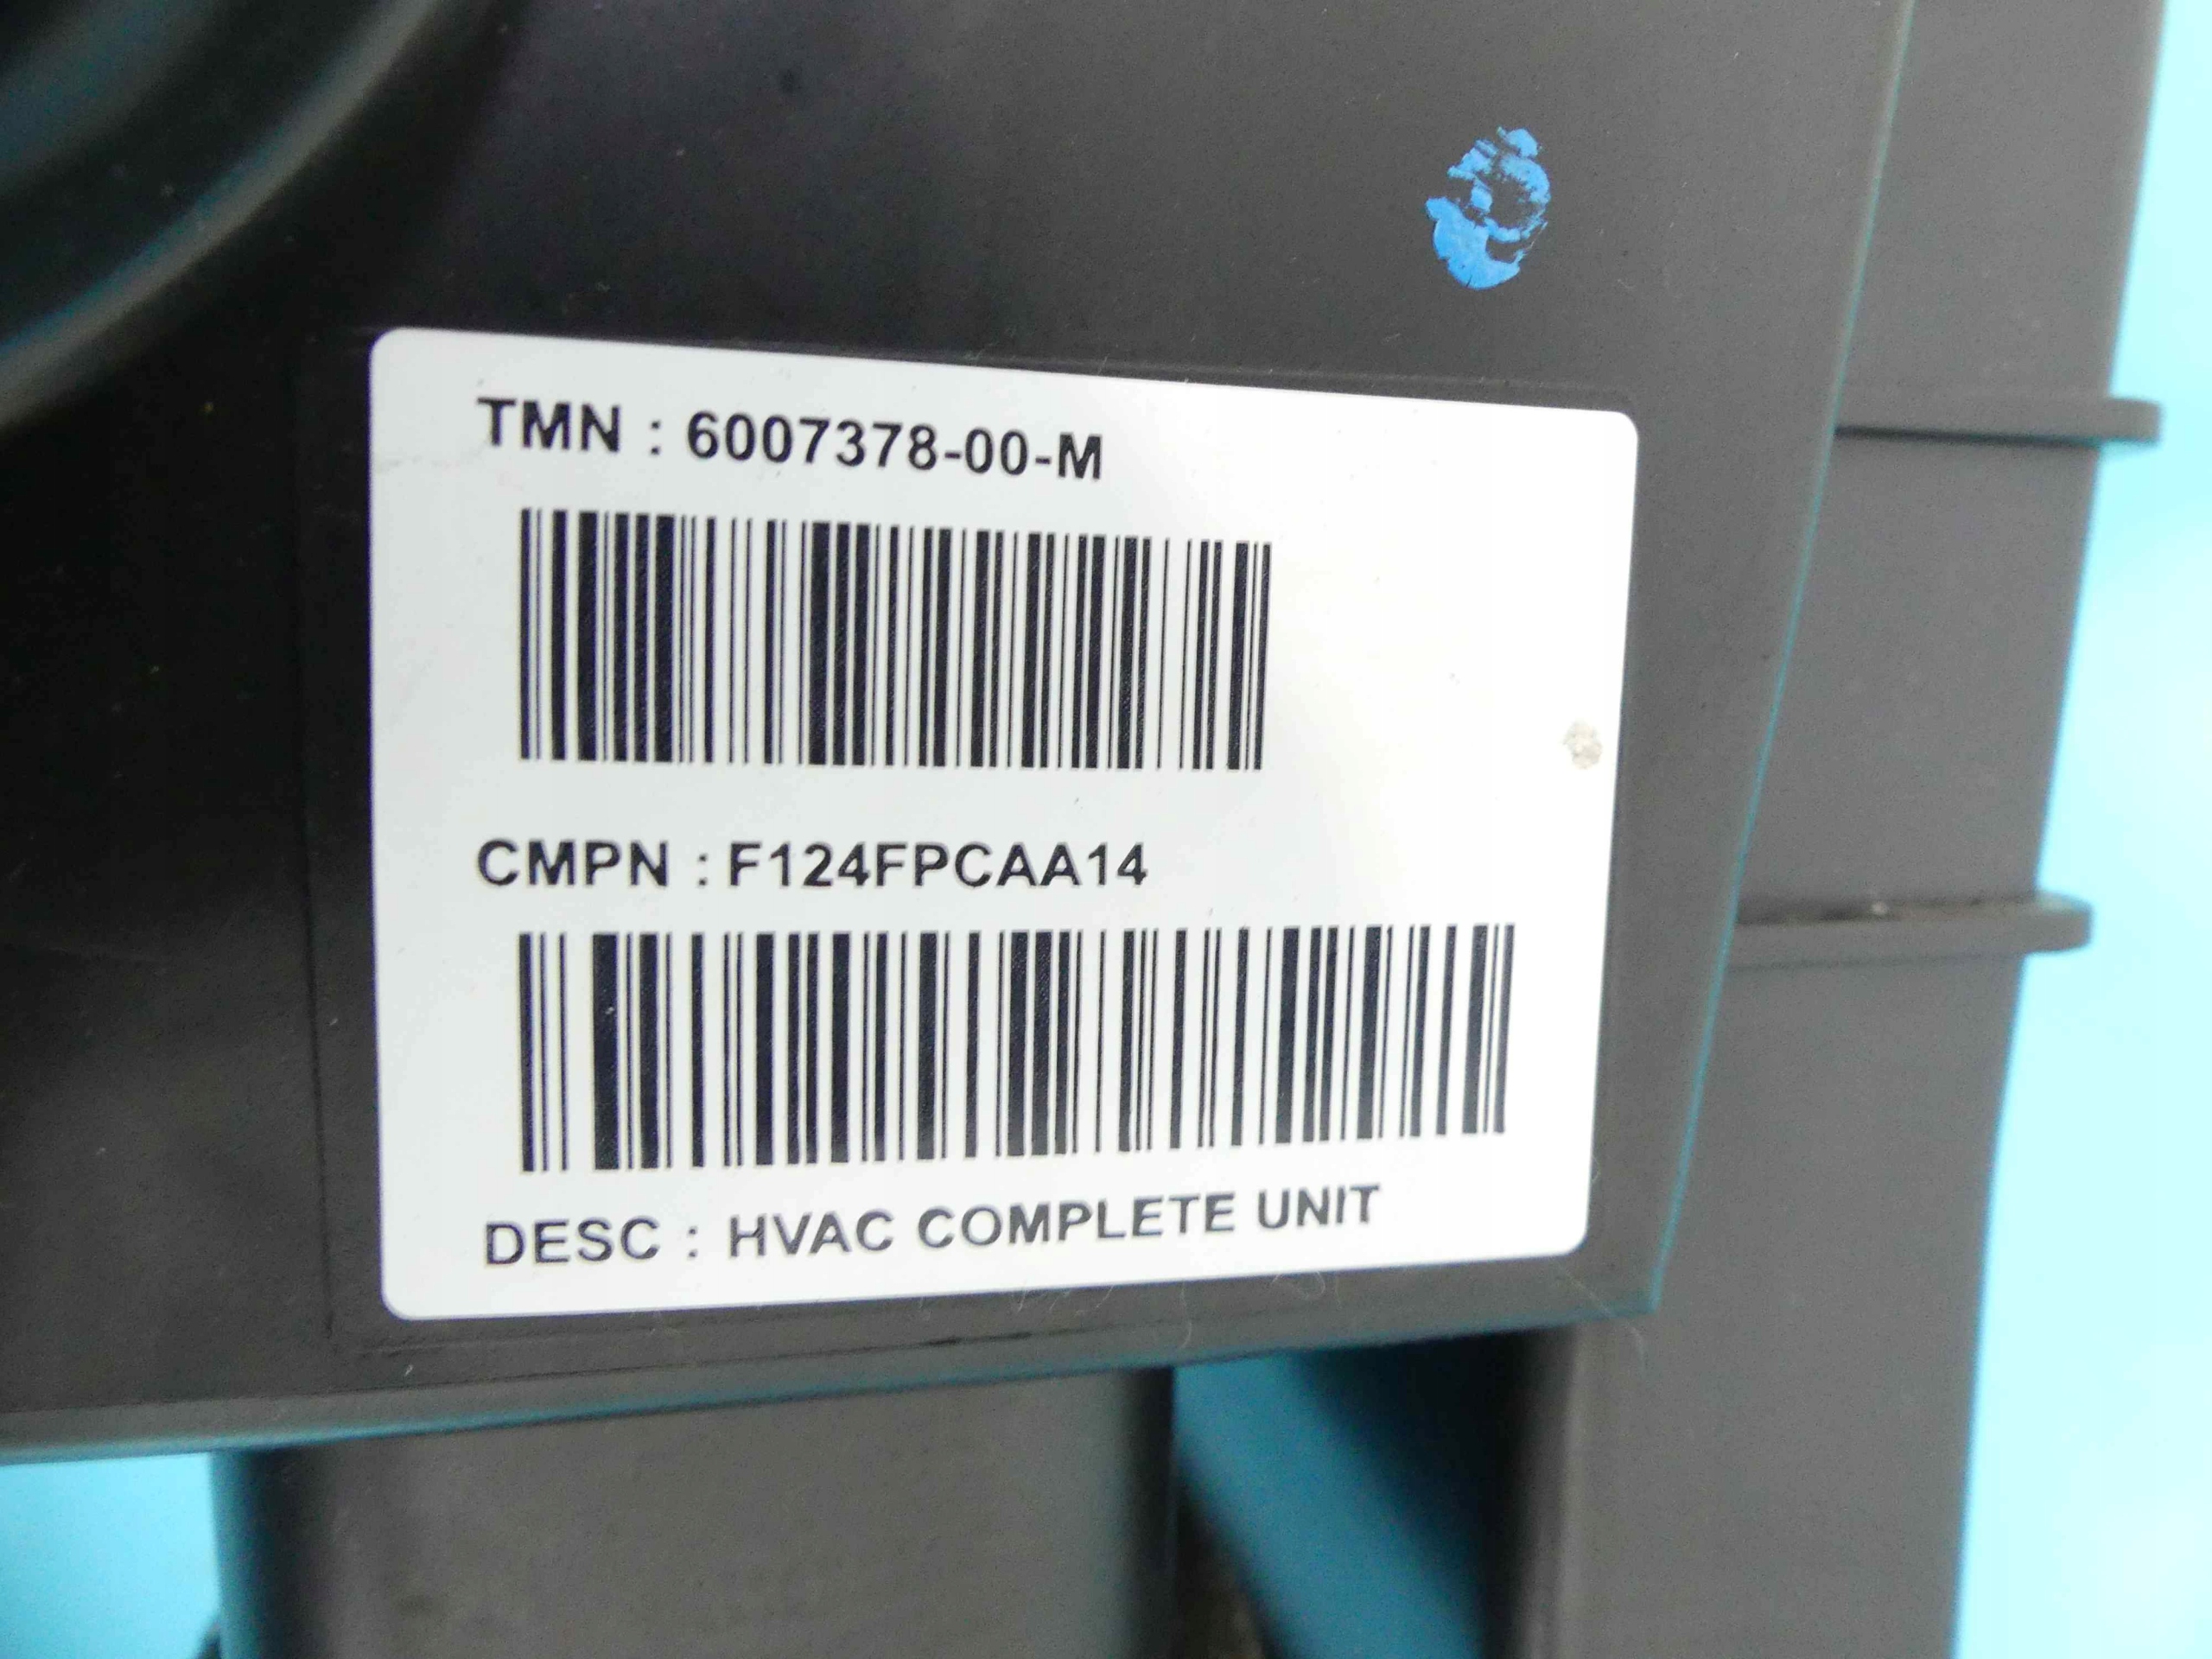 TMN : 6007378-00-M
CMPN : F124FPCAA14
DESC : HVAC COMPLETE UNIT